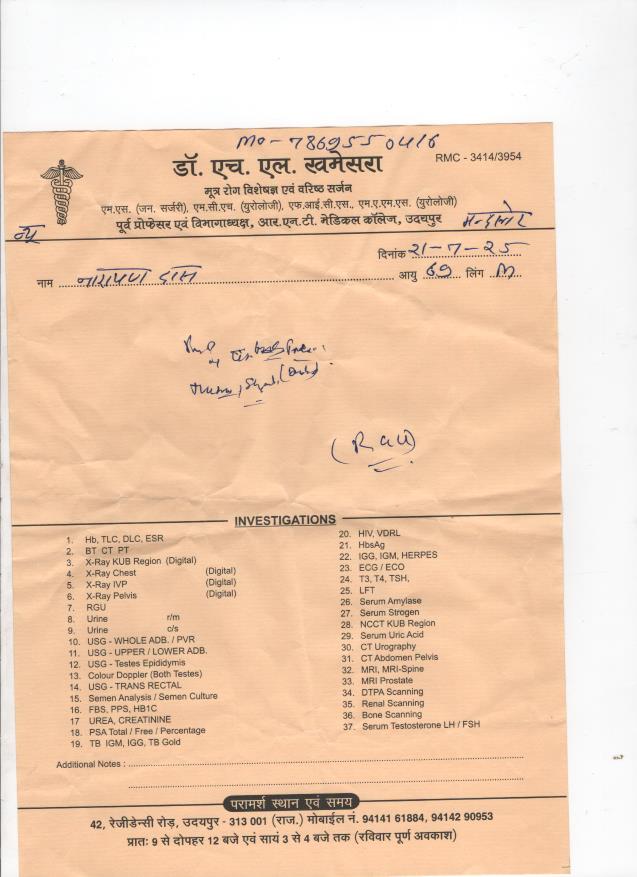 MO - 7869550416
डॉ. एच. एल. खमेसरा
RMC - 3414/3954
मूत्र रोग विशेषज्ञ एवं वरिष्ठ सर्जन
एम.एस. (जन. सर्जरी), एम.सी.एच. (युरोलोजी), एफ.आई.सी.एस., एम.ए.एम.एस. (युरोलोजी)
पूर्व प्रोफेसर एवं विभागाध्यक्ष, आर.एन.टी. मेडिकल कॉलेज, उदयपुर
न्यू
दिनांक 21-7-25
नाम नारायण दास आयु 69 लिंग M
INVESTIGATIONS
1. Hb, TLC, DLC, ESR
2. BT CT PT
3. X-Ray KUB Region (Digital)
4. X-Ray Chest (Digital)
5. X-Ray IVP (Digital)
6. X-Ray Pelvis (Digital)
7. RGU
8. Urine r/m
9. Urine c/s
10. USG - WHOLE ADB. / PVR
11. USG - UPPER / LOWER ADB.
12. USG - Testes Epididymis
13. Colour Doppler (Both Testes)
14. USG - TRANS RECTAL
15. Semen Analysis / Semen Culture
16. FBS, PPS, HB1C
17 UREA, CREATININE
18. PSA Total / Free / Percentage
19. TB IGM, IGG, TB Gold
20. HIV, VDRL
21. HbsAg
22. IGG, IGM, HERPES
23. ECG / ECO
24. T3, T4, TSH,
25. LFT
26. Serum Amylase
27. Serum Strogen
28. NCCT KUB Region
29. Serum Uric Acid
30. CT Urography
31. CT Abdomen Pelvis
32. MRI, MRI-Spine
33. MRI Prostate
34. DTPA Scanning
35. Renal Scanning
36. Bone Scanning
37. Serum Testosterone LH / FSH
Additional Notes :
परामर्श स्थान एवं समय
42, रेजीडेन्सी रोड़, उदयपुर - 313 001 (राज.) मोबाईल नं. 94141 61884, 94142 90953
प्रातः 9 से दोपहर 12 बजे एवं सायं 3 से 4 बजे तक (रविवार पूर्ण अवकाश)